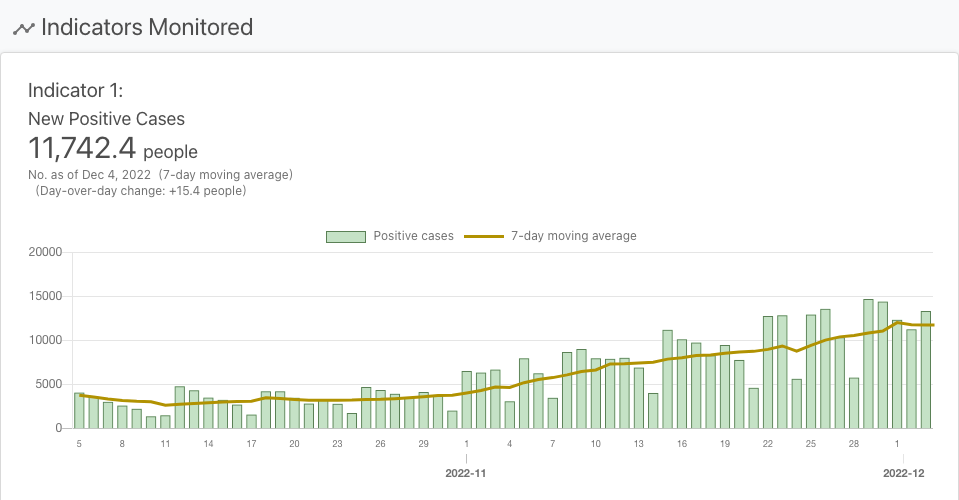 Indicators Monitored
Indicator 1:
New Positive Cases
11,742.4 people
No. as of Dec 4, 2022 (7-day moving average)
(Day-over-day change: +15.4 people)
Positive cases 7-day moving average
20000
15000
10000
5000
0
5 8 11 14 17 20 23 26 29 1 4 7 10 13 16 19 22 25 28 1
2022-11 2022-12